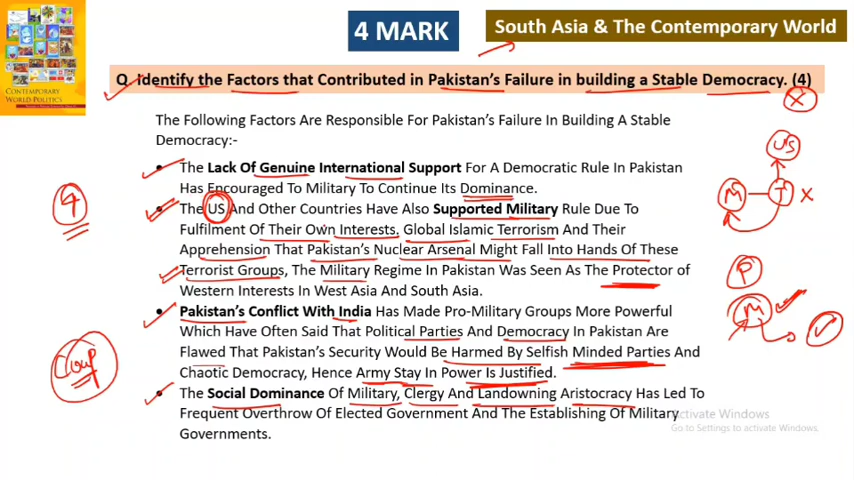 4 MARK
South Asia & The Contemporary World
CONTEMPORARY
WORLD POLITICS
Q Identify the Factors that Contributed in Pakistan's Failure in building a Stable Democracy. (4)
X
The Following Factors Are Responsible For Pakistan's Failure In Building A Stable
Democracy:-
US
• The Lack Of Genuine International Support For A Democratic Rule In Pakistan
Has Encouraged To Military To Continue Its Dominance.
M T X
4
• The US And Other Countries Have Also Supported Military Rule Due To
Fulfilment Of Their Own Interests, Global Islamic Terrorism And Their
Apprehension That Pakistan's Nuclear Arsenal Might Fall Into Hands Of These
Terrorist Groups, The Military Regime In Pakistan Was Seen As The Protector of
Western Interests In West Asia And South Asia.
P
• Pakistan's Conflict With India Has Made Pro-Military Groups More Powerful
Which Have Often Said That Political Parties And Democracy In Pakistan Are
Flawed That Pakistan's Security Would Be Harmed By Selfish Minded Parties And
Chaotic Democracy, Hence Army Stay In Power Is Justified.
M
Coup
• The Social Dominance Of Military, Clergy And Landowning Aristocracy Has Led To
Frequent Overthrow Of Elected Government And The Establishing Of Military
Governments.
Activate Windows
Go to Settings to activate Windows.